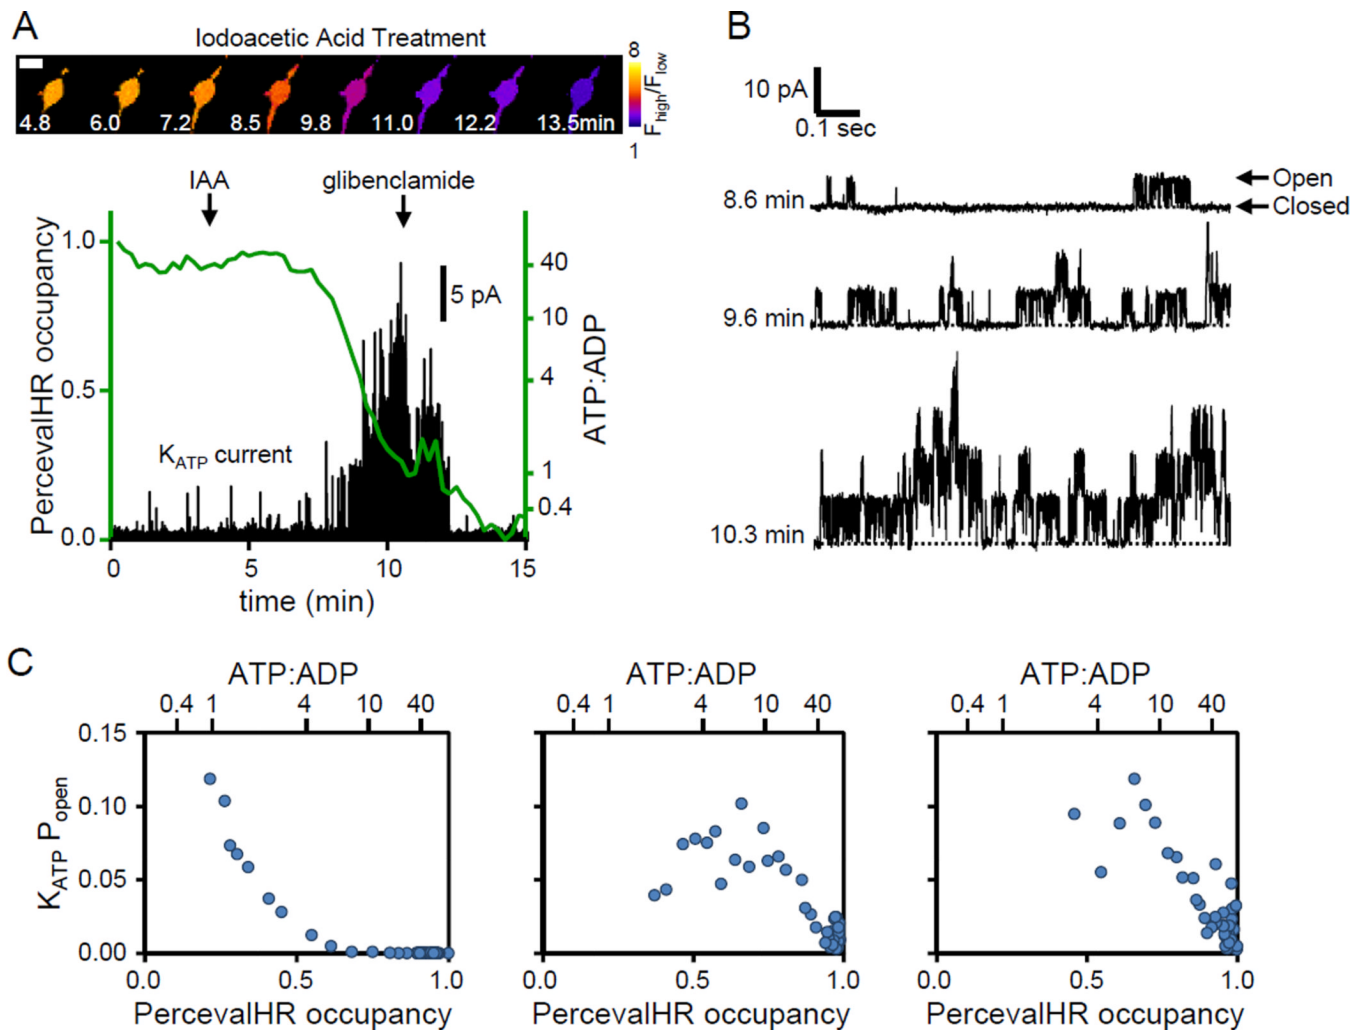 A
Iodoacetic Acid Treatment
8
F_high/F_low
1
4.8 6.0 7.2 8.5 9.8 11.0 12.2 13.5min
IAA
glibenclamide
PercevalHR occupancy
1.0
0.5
0.0
K_ATP current
5 pA
40
10
4
1
0.4
ATP:ADP
0 5 10 15
time (min)
B
10 pA
0.1 sec
8.6 min
Open
Closed
9.6 min
10.3 min
C
ATP:ADP ATP:ADP ATP:ADP
0.4 1 4 10 40 0.4 1 4 10 40 0.4 1 4 10 40
K_ATP P_open
0.15
0.10
0.05
0.00
0.0 0.5 1.0 0.0 0.5 1.0 0.0 0.5 1.0
PercevalHR occupancy PercevalHR occupancy PercevalHR occupancy